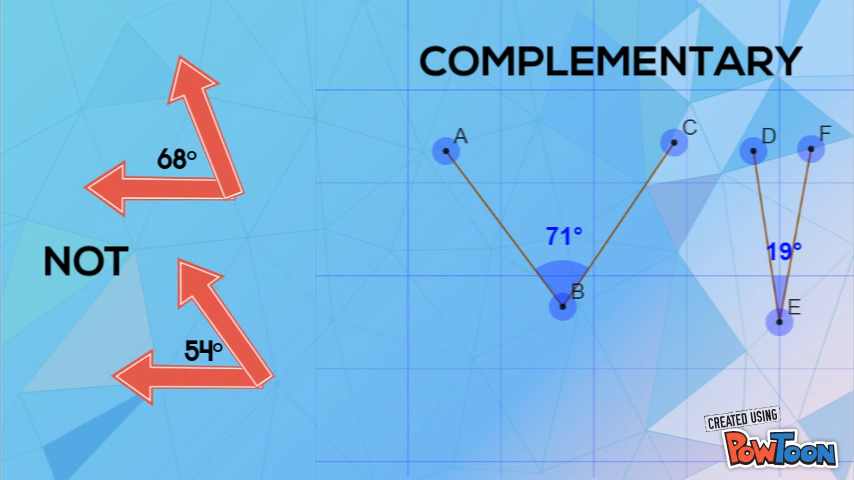 COMPLEMENTARY
A
C
D
F
68°
71°
19°
NOT
B
E
54°
CREATED USING
POWTOON